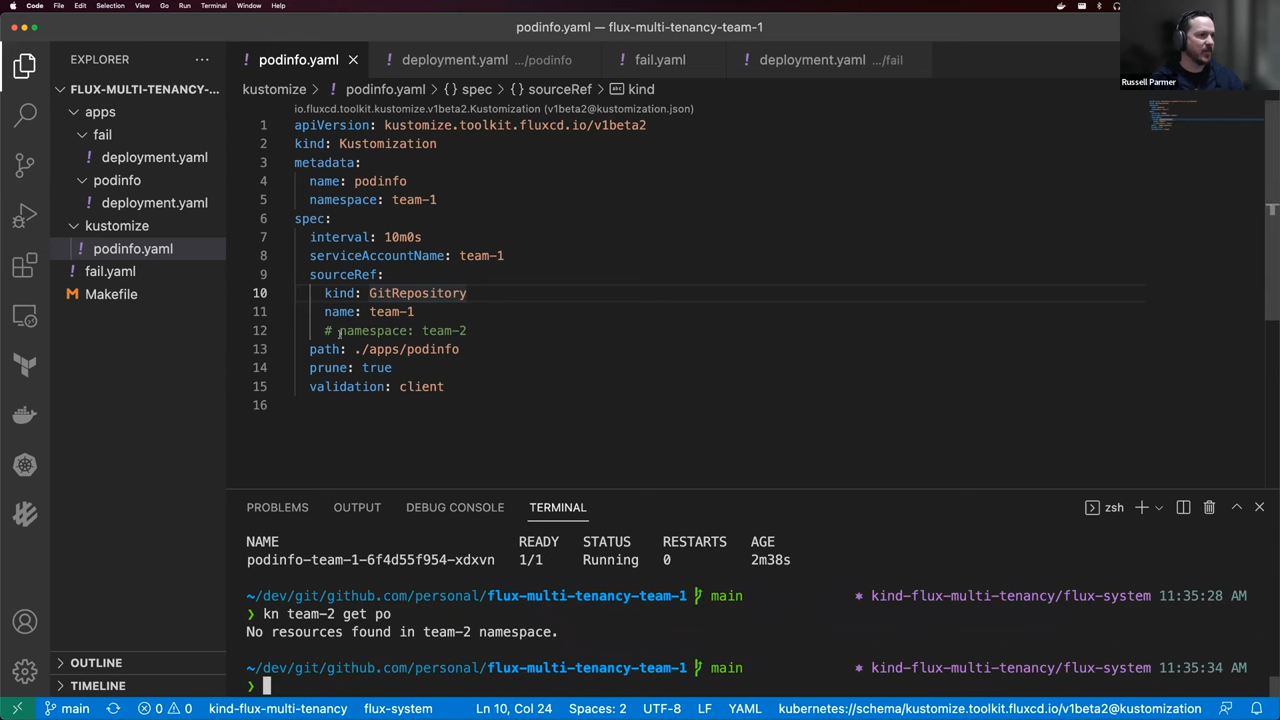 Code File Edit Selection View Go Run Terminal Window Help
podinfo.yaml — flux-multi-tenancy-team-1
Russell Parmer
EXPLORER
FLUX-MULTI-TENANCY-...
apps
fail
deployment.yaml
podinfo
deployment.yaml
kustomize
podinfo.yaml
fail.yaml
Makefile
OUTLINE
TIMELINE
podinfo.yaml deployment.yaml .../podinfo fail.yaml deployment.yaml .../fail
kustomize > podinfo.yaml > {} spec > {} sourceRef > abc kind
io.fluxcd.toolkit.kustomize.v1beta2.Kustomization (v1beta2@kustomization.json)
1 apiVersion: kustomize.toolkit.fluxcd.io/v1beta2
2 kind: Kustomization
3 metadata:
4 name: podinfo
5 namespace: team-1
6 spec:
7 interval: 10m0s
8 serviceAccountName: team-1
9 sourceRef:
10 kind: GitRepository
11 name: team-1
12 # namespace: team-2
13 path: ./apps/podinfo
14 prune: true
15 validation: client
16
PROBLEMS OUTPUT DEBUG CONSOLE TERMINAL
zsh
NAME READY STATUS RESTARTS AGE
podinfo-team-1-6f4d55f954-xdxvn 1/1 Running 0 2m38s
~/dev/git/github.com/personal/flux-multi-tenancy-team-1 main * kind-flux-multi-tenancy/flux-system 11:35:28 AM
❯ kn team-2 get po
No resources found in team-2 namespace.
~/dev/git/github.com/personal/flux-multi-tenancy-team-1 main * kind-flux-multi-tenancy/flux-system 11:35:34 AM
❯
main 0 0 kind-flux-multi-tenancy flux-system Ln 10, Col 24 Spaces: 2 UTF-8 LF YAML kubernetes://schema/kustomize.toolkit.fluxcd.io/v1beta2@kustomization